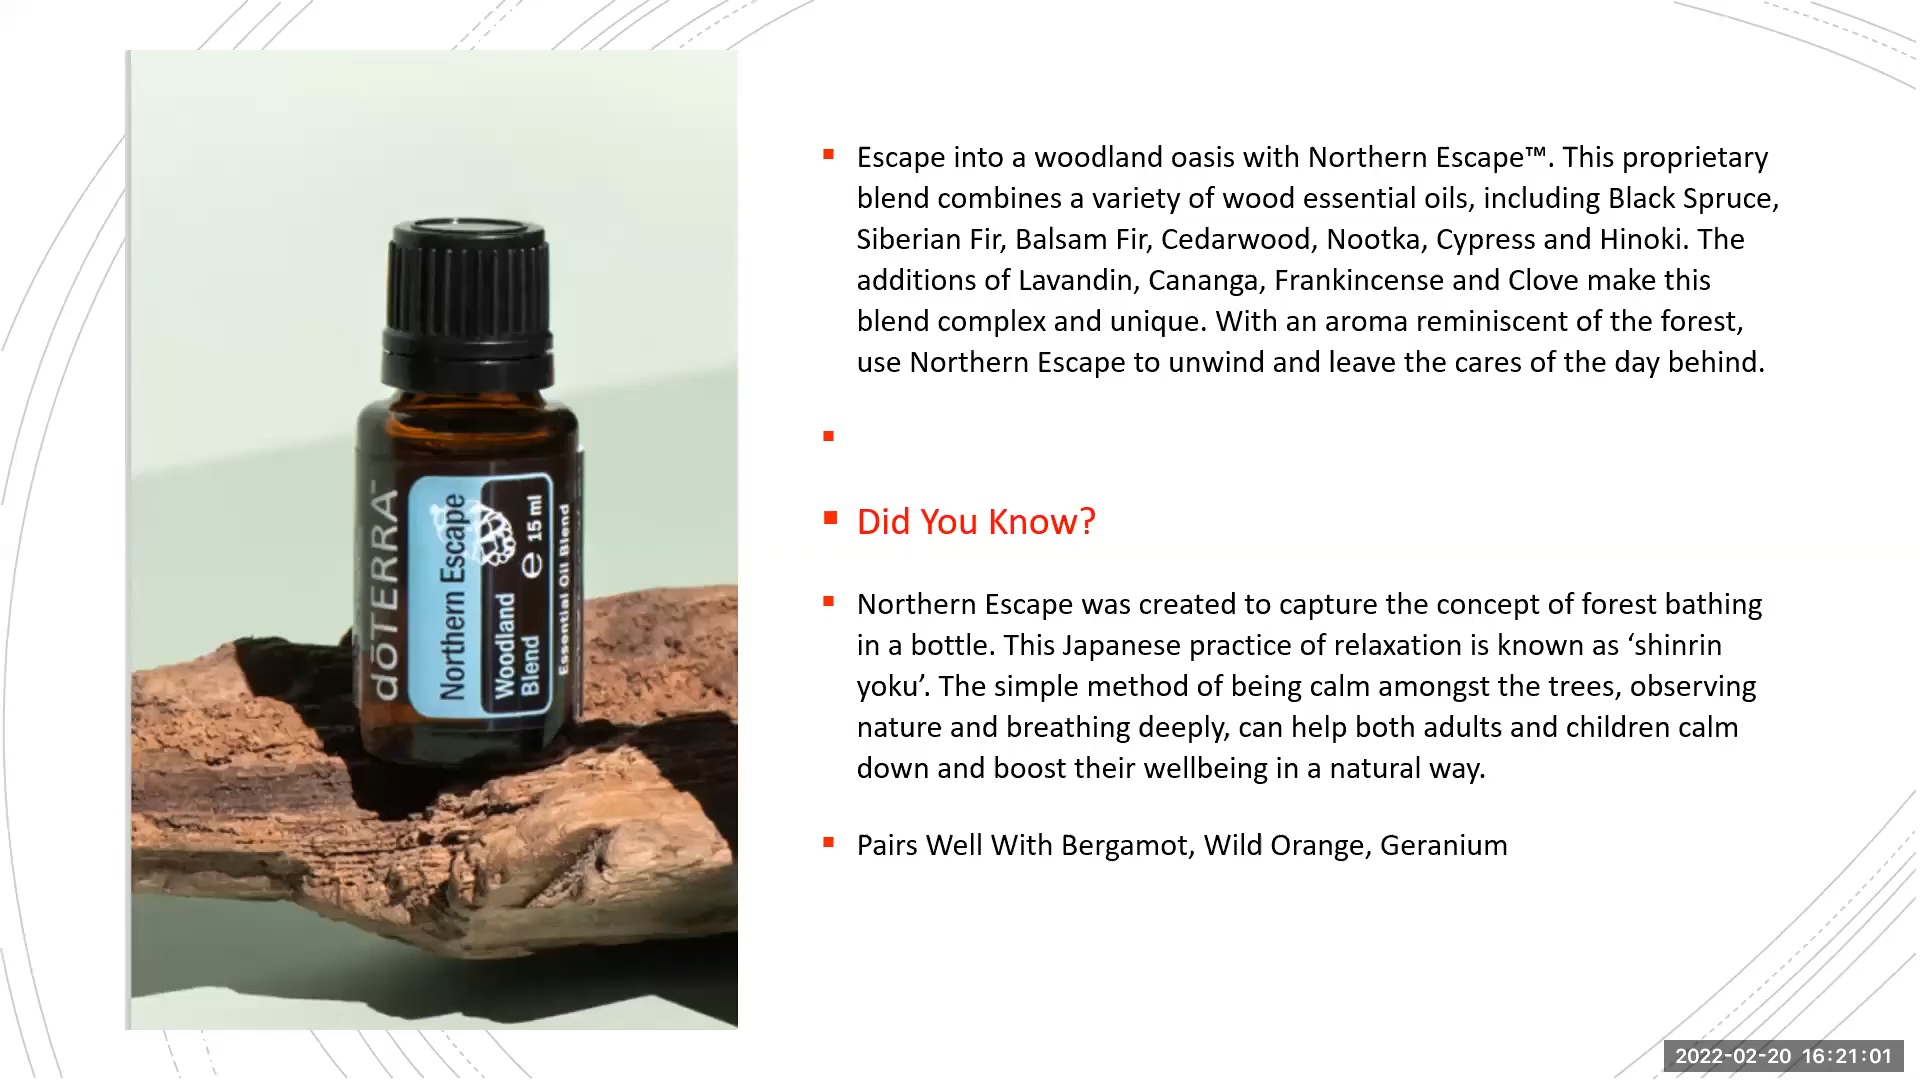 dōTERRA
Northern Escape
Woodland
Blend
e 15 ml
Essential Oil Blend
Escape into a woodland oasis with Northern Escape™. This proprietary
blend combines a variety of wood essential oils, including Black Spruce,
Siberian Fir, Balsam Fir, Cedarwood, Nootka, Cypress and Hinoki. The
additions of Lavandin, Cananga, Frankincense and Clove make this
blend complex and unique. With an aroma reminiscent of the forest,
use Northern Escape to unwind and leave the cares of the day behind.
Did You Know?
Northern Escape was created to capture the concept of forest bathing
in a bottle. This Japanese practice of relaxation is known as ‘shinrin
yoku’. The simple method of being calm amongst the trees, observing
nature and breathing deeply, can help both adults and children calm
down and boost their wellbeing in a natural way.
Pairs Well With Bergamot, Wild Orange, Geranium
2022-02-20 16:21:01